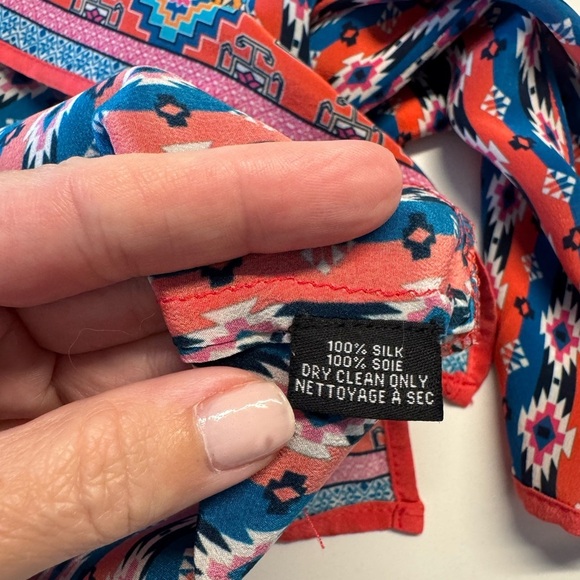 100% SILK
100% SOIE
DRY CLEAN ONLY
NETTOYAGE À SEC